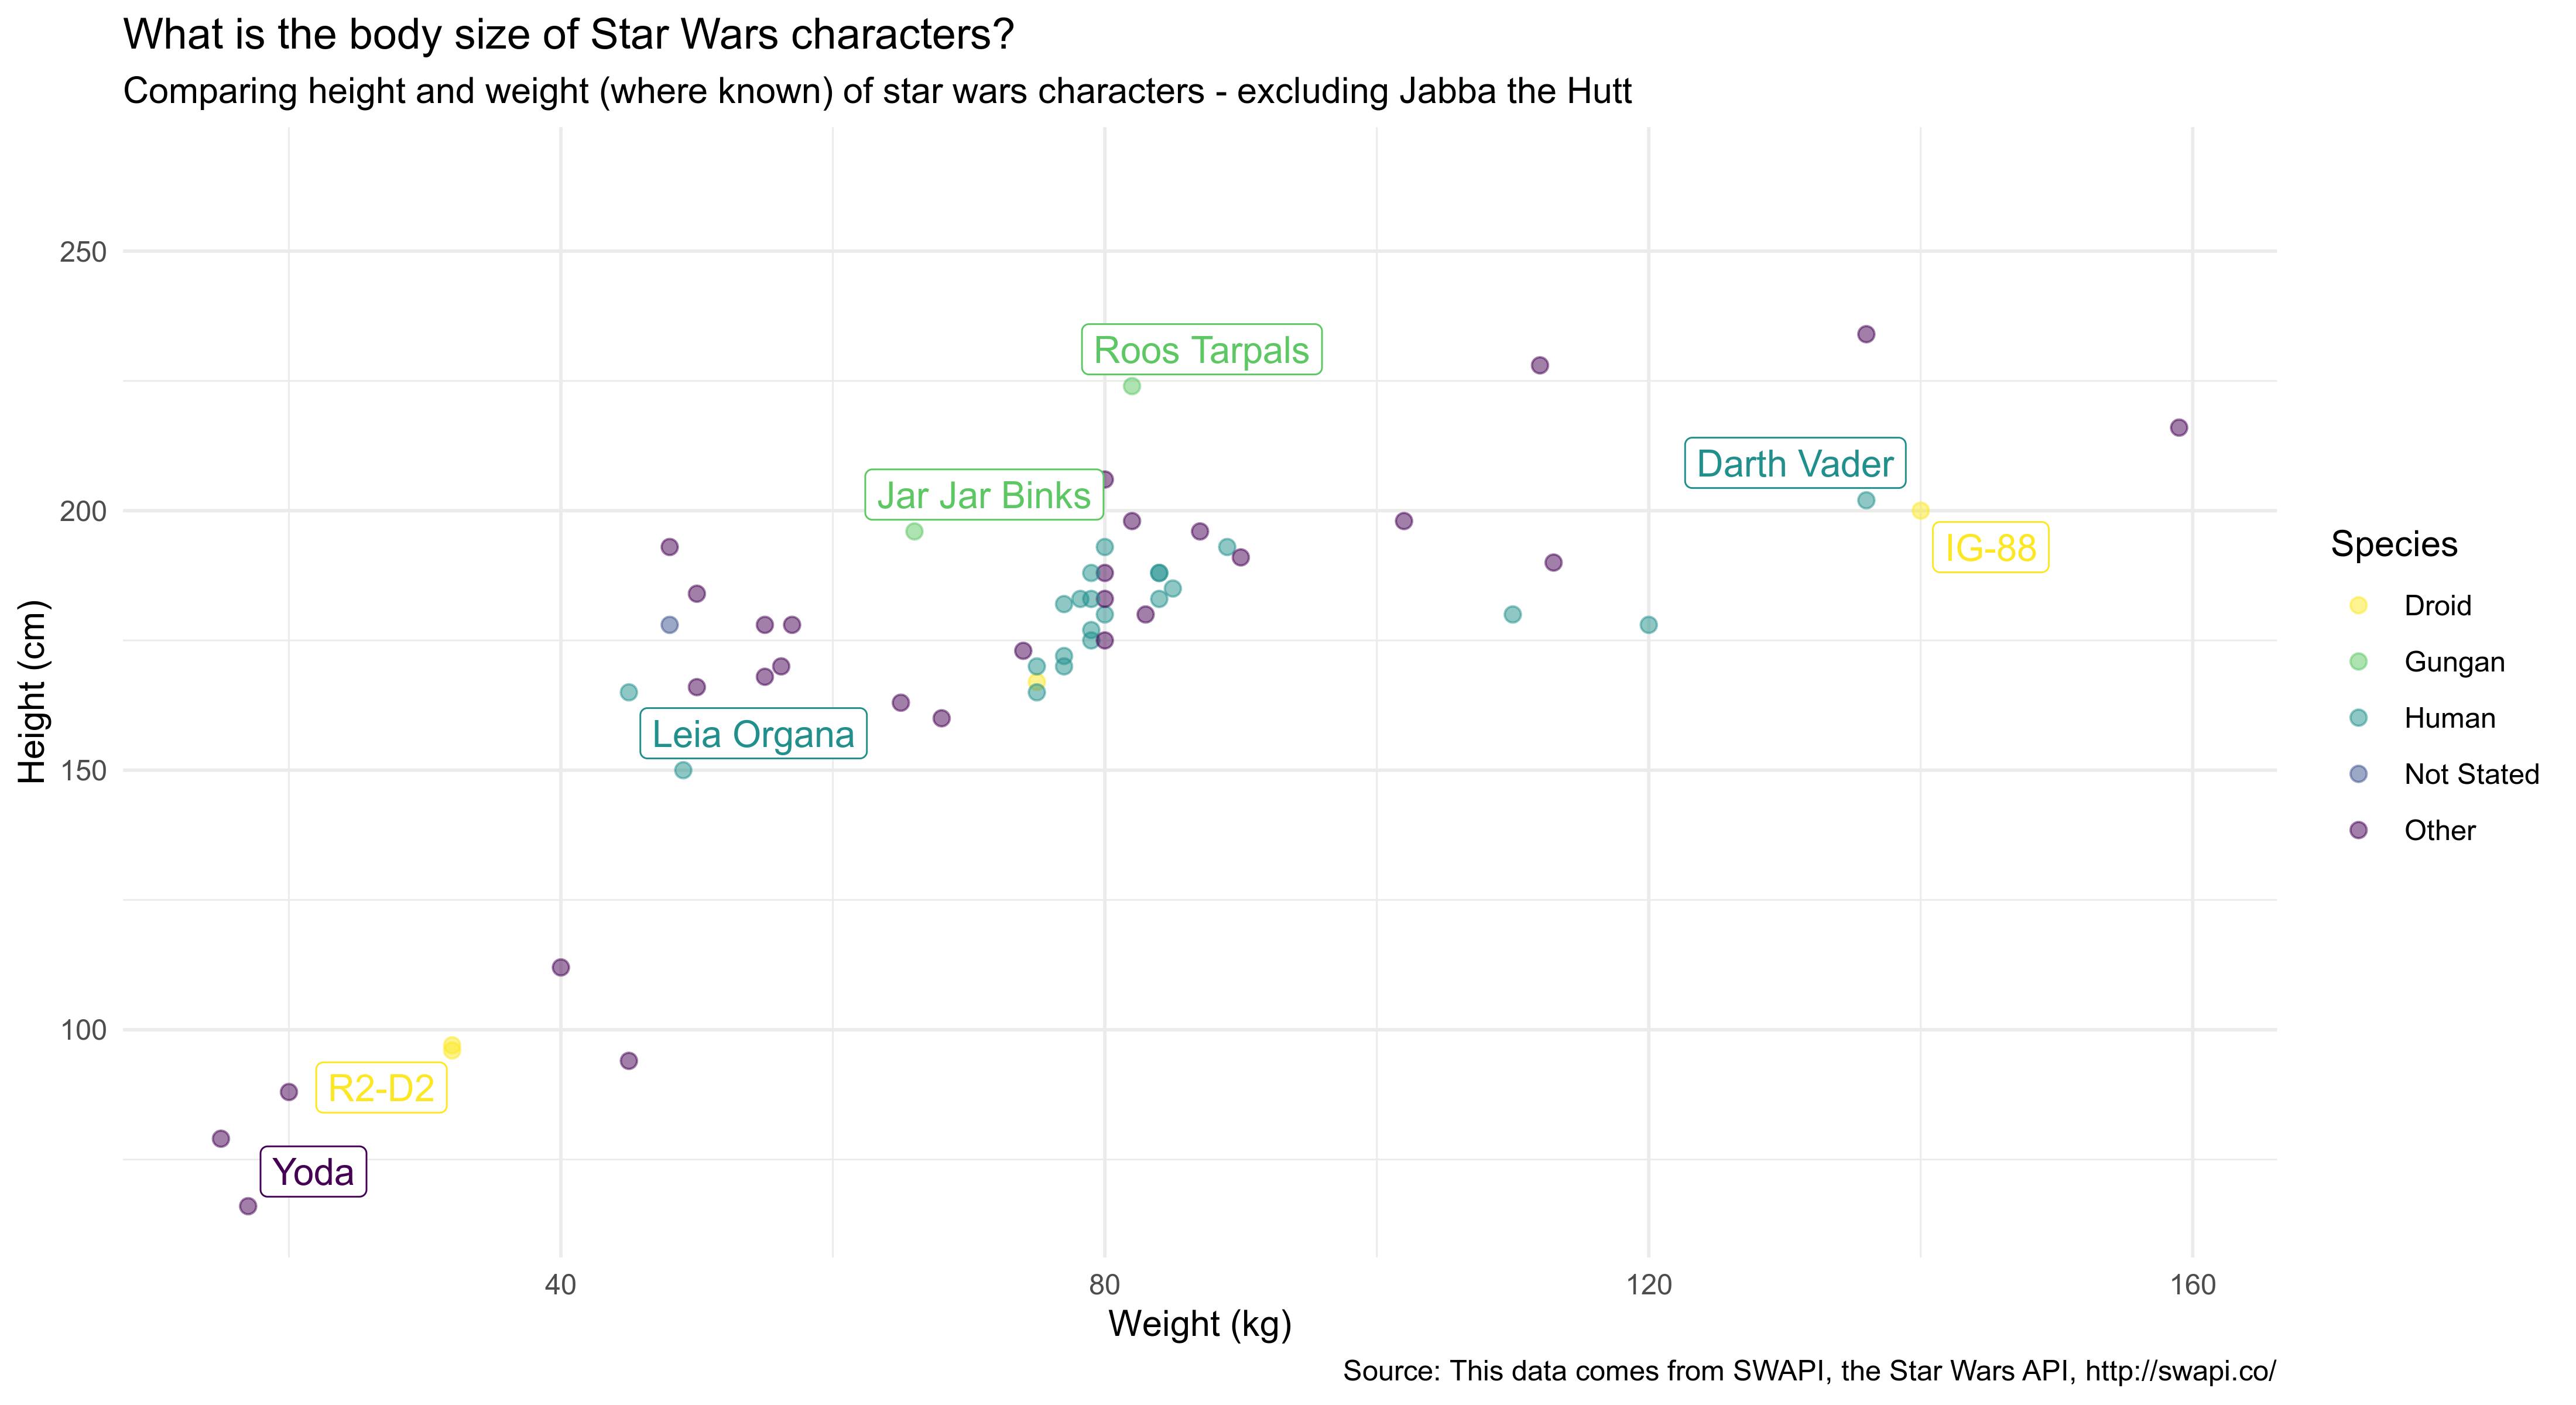 What is the body size of Star Wars characters?
Comparing height and weight (where known) of star wars characters - excluding Jabba the Hutt
Height (cm)
250
200
150
100
Roos Tarpals
Jar Jar Binks
Darth Vader
IG-88
Leia Organa
R2-D2
Yoda
40
80
120
160
Weight (kg)
Species
Droid
Gungan
Human
Not Stated
Other
Source: This data comes from SWAPI, the Star Wars API, http://swapi.co/